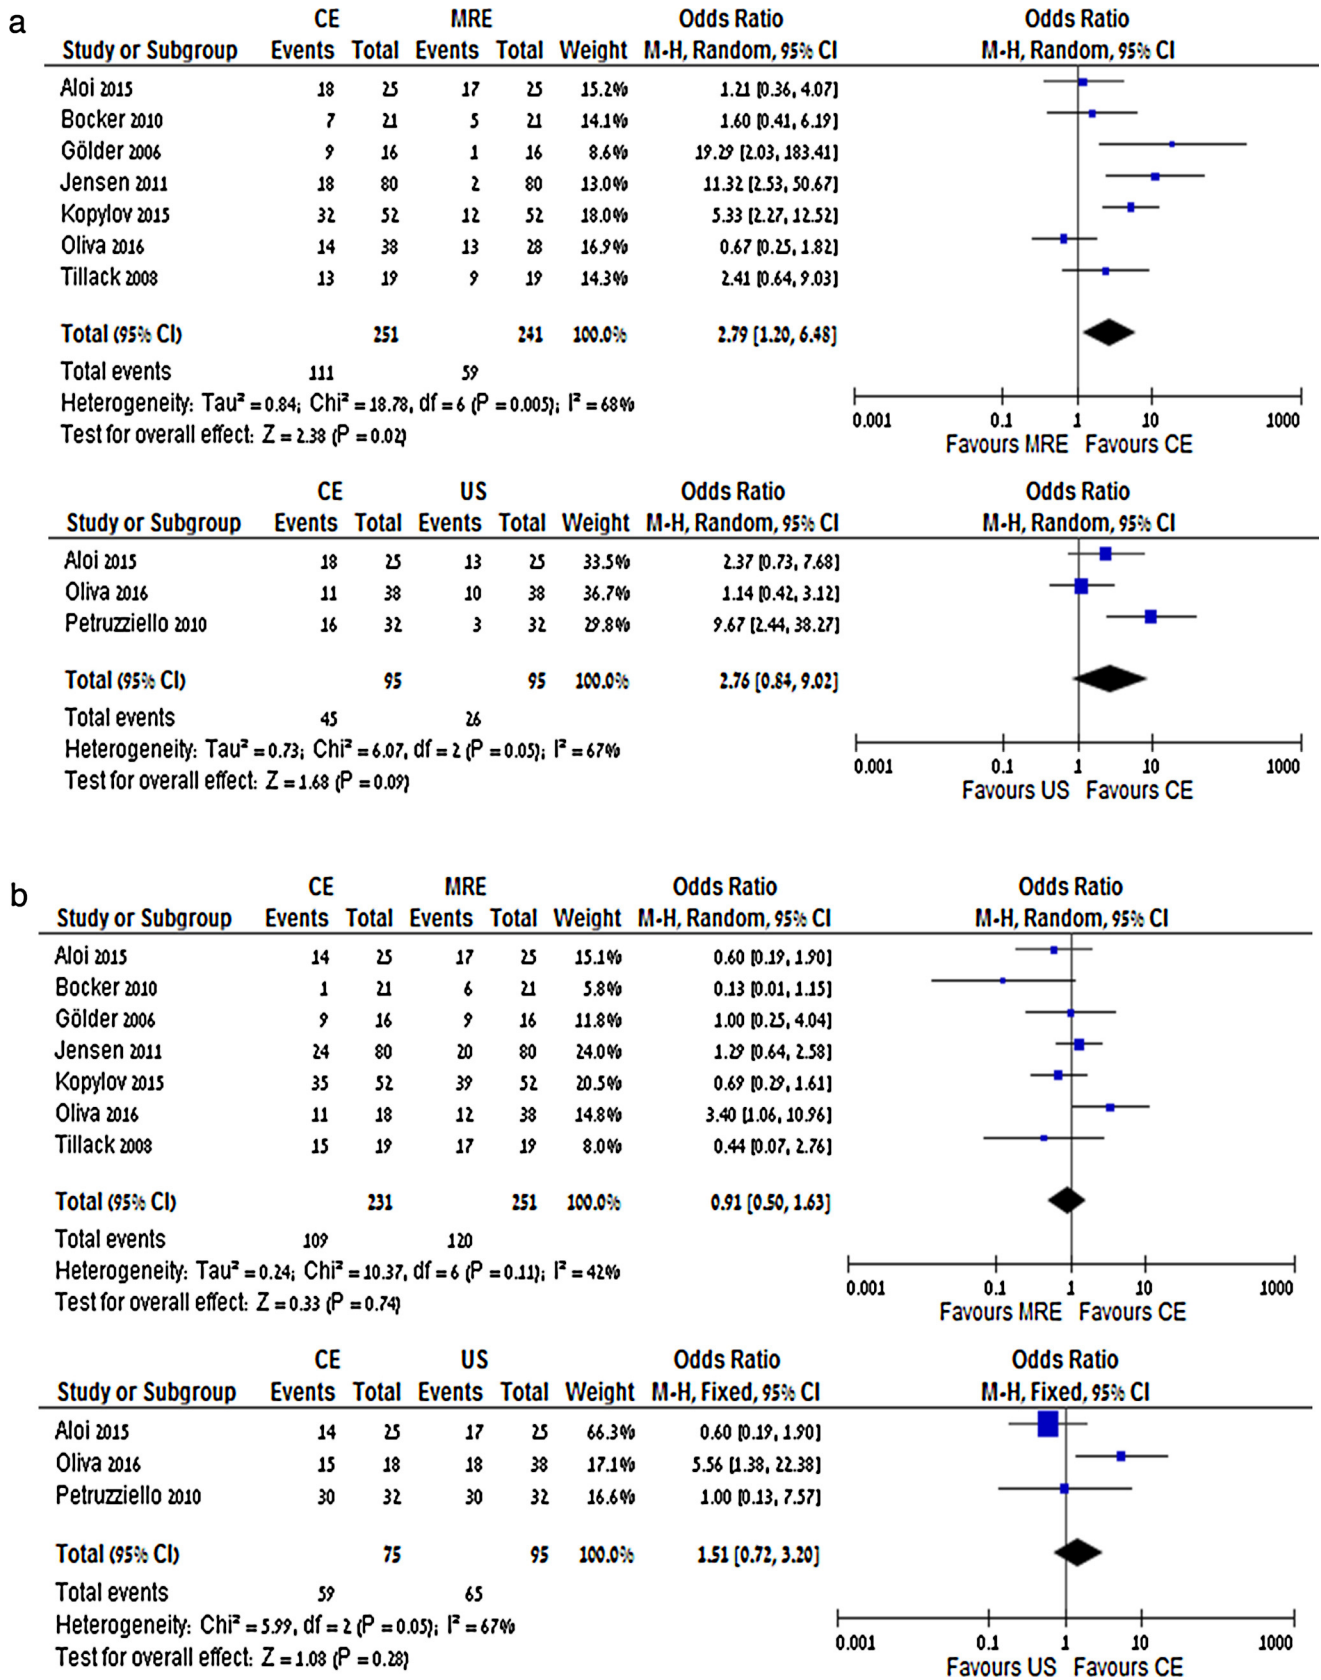 a
CE MRE Odds Ratio Odds Ratio
Study or Subgroup Events Total Events Total Weight M-H, Random, 95% CI M-H, Random, 95% CI
Aloi 2015 18 25 17 25 15.2% 1.21 [0.36, 4.07]
Bocker 2010 7 21 5 21 14.1% 1.60 [0.41, 6.19]
Gölder 2006 9 16 1 16 8.6% 19.29 [2.03, 183.41]
Jensen 2011 18 80 2 80 13.0% 11.32 [2.53, 50.67]
Kopylov 2015 32 52 12 52 18.0% 5.33 [2.27, 12.52]
Oliva 2016 14 38 13 28 16.9% 0.67 [0.25, 1.82]
Tillack 2008 13 19 9 19 14.3% 2.41 [0.64, 9.03]
Total (95% CI) 251 241 100.0% 2.79 [1.20, 6.48]
Total events 111 59
Heterogeneity: Tau² = 0.84; Chi² = 18.78, df = 6 (P = 0.005); I² = 68%
Test for overall effect: Z = 2.38 (P = 0.02)
0.001 0.1 1 10 1000
Favours MRE Favours CE
CE US Odds Ratio Odds Ratio
Study or Subgroup Events Total Events Total Weight M-H, Random, 95% CI M-H, Random, 95% CI
Aloi 2015 18 25 13 25 33.5% 2.37 [0.73, 7.68]
Oliva 2016 11 38 10 38 36.7% 1.14 [0.42, 3.12]
Petruzziello 2010 16 32 3 32 29.8% 9.67 [2.44, 38.27]
Total (95% CI) 95 95 100.0% 2.76 [0.84, 9.02]
Total events 45 26
Heterogeneity: Tau² = 0.73; Chi² = 6.07, df = 2 (P = 0.05); I² = 67%
Test for overall effect: Z = 1.68 (P = 0.09)
0.001 0.1 1 10 1000
Favours US Favours CE
b
CE MRE Odds Ratio Odds Ratio
Study or Subgroup Events Total Events Total Weight M-H, Random, 95% CI M-H, Random, 95% CI
Aloi 2015 14 25 17 25 15.1% 0.60 [0.19, 1.90]
Bocker 2010 1 21 6 21 5.8% 0.13 [0.01, 1.15]
Gölder 2006 9 16 9 16 11.8% 1.00 [0.25, 4.04]
Jensen 2011 24 80 20 80 24.0% 1.29 [0.64, 2.58]
Kopylov 2015 35 52 39 52 20.5% 0.69 [0.29, 1.61]
Oliva 2016 11 18 12 38 14.8% 3.40 [1.06, 10.96]
Tillack 2008 15 19 17 19 8.0% 0.44 [0.07, 2.76]
Total (95% CI) 231 251 100.0% 0.91 [0.50, 1.63]
Total events 109 120
Heterogeneity: Tau² = 0.24; Chi² = 10.37, df = 6 (P = 0.11); I² = 42%
Test for overall effect: Z = 0.33 (P = 0.74)
0.001 0.1 1 10 1000
Favours MRE Favours CE
CE US Odds Ratio Odds Ratio
Study or Subgroup Events Total Events Total Weight M-H, Fixed, 95% CI M-H, Fixed, 95% CI
Aloi 2015 14 25 17 25 66.3% 0.60 [0.19, 1.90]
Oliva 2016 15 18 18 38 17.1% 5.56 [1.38, 22.38]
Petruzziello 2010 30 32 30 32 16.6% 1.00 [0.13, 7.57]
Total (95% CI) 75 95 100.0% 1.51 [0.72, 3.20]
Total events 59 65
Heterogeneity: Chi² = 5.99, df = 2 (P = 0.05); I² = 67%
Test for overall effect: Z = 1.08 (P = 0.28)
0.001 0.1 1 10 1000
Favours US Favours CE